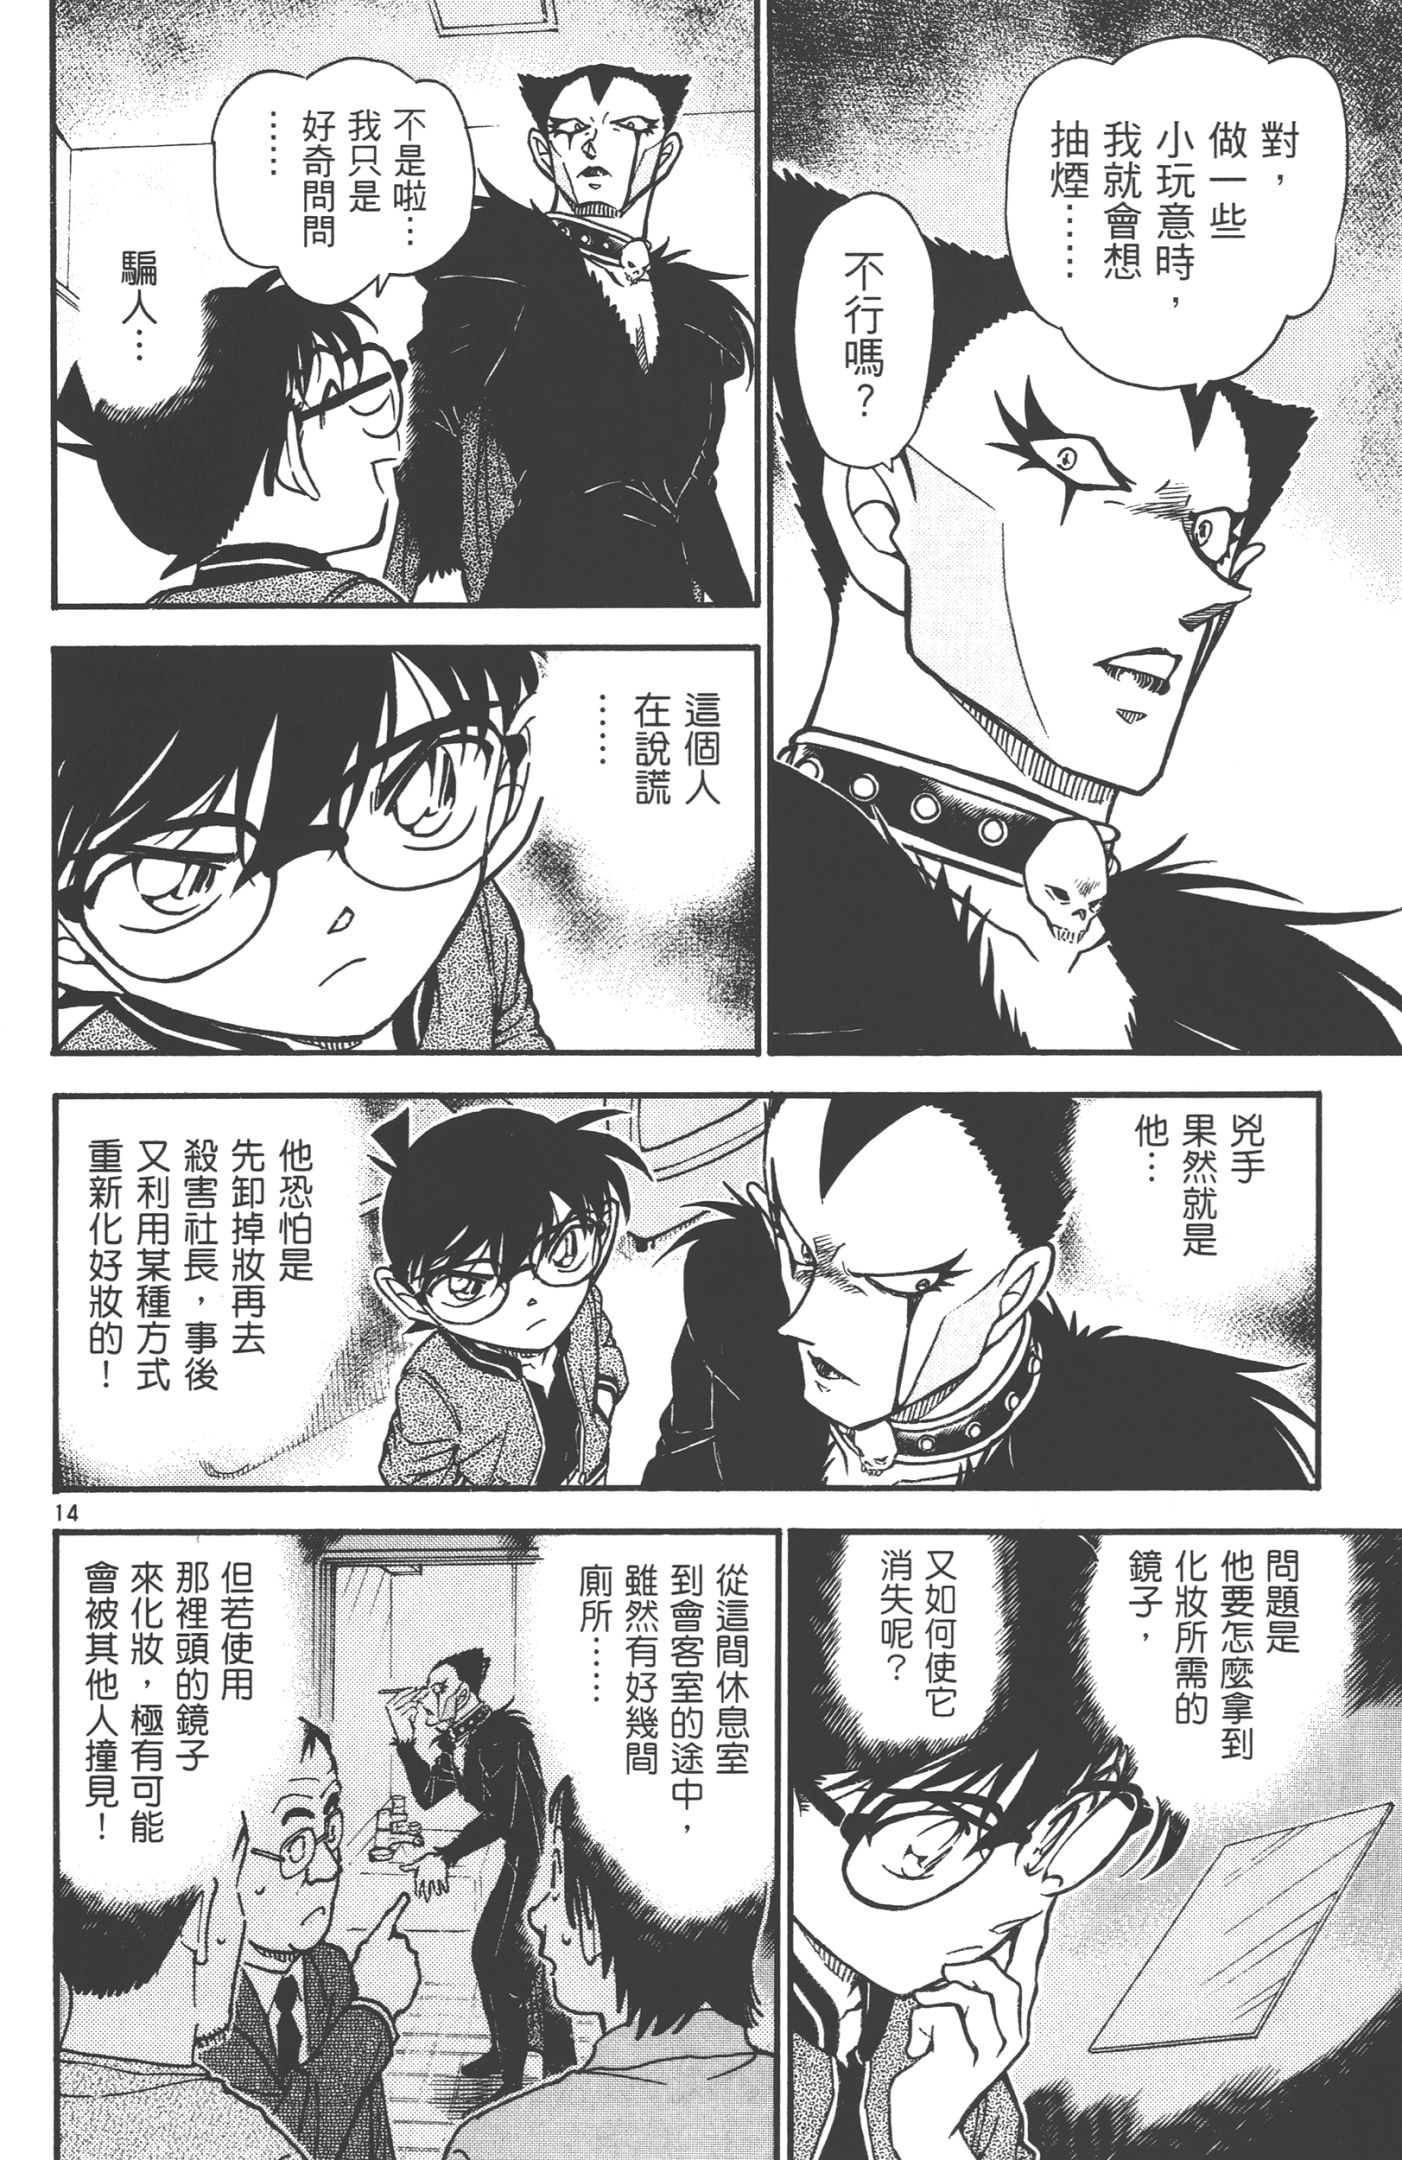 對，
做一些
小玩意時，
我就會想
抽煙……
不行嗎？
不是啦…
我只是
好奇問問
……
騙人…
這個人
在說謊
……
兇手
果然就是
他…
他恐怕是
先卸掉妝再去
殺害社長，事後
又利用某種方式
重新化好妝的！
問題是
他要怎麼拿到
化妝所需的
鏡子，
又如何使它
消失呢？
從這間休息室
到會客室的途中，
雖然有好幾間
廁所……
但若使用
那裡頭的鏡子
來化妝，極有可能
會被其他人撞見！
14